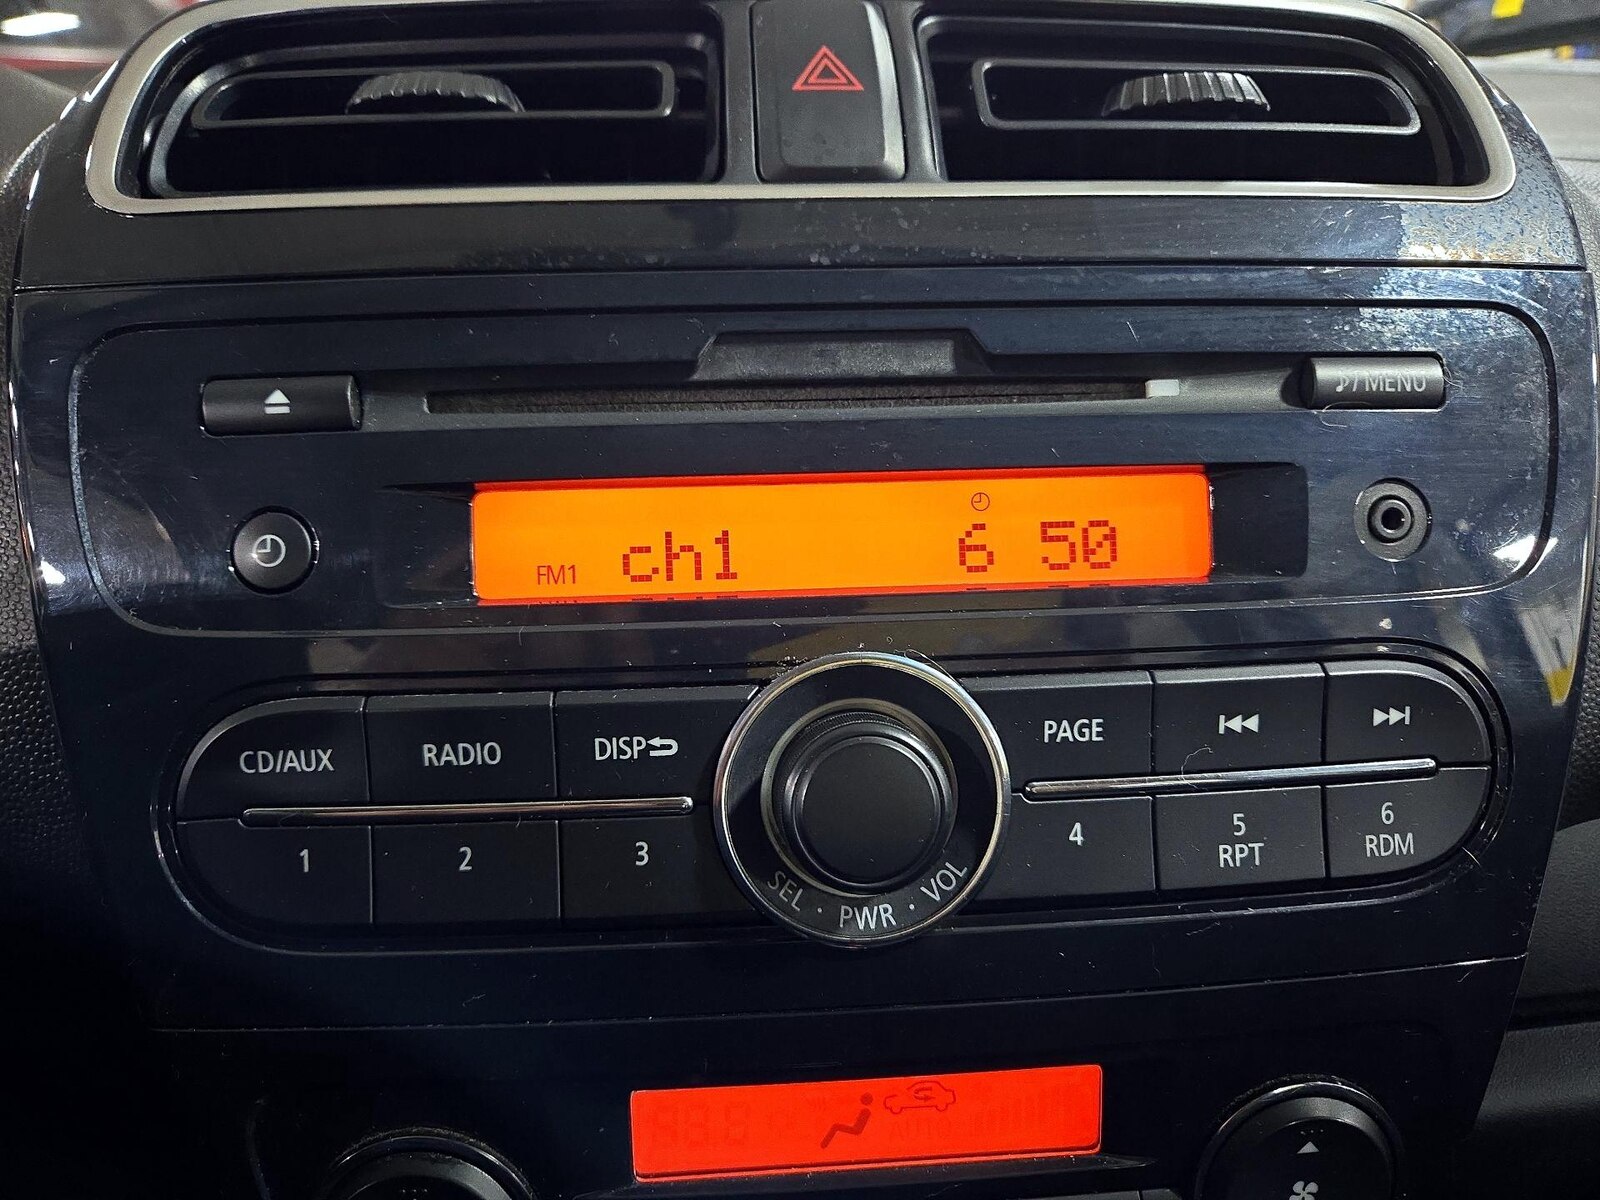 ♪/MENU
FM1 ch1 6 50
CD/AUX RADIO DISP PAGE
1 2 3 4 5 6
RPT RDM
SEL · PWR · VOL
AUTO